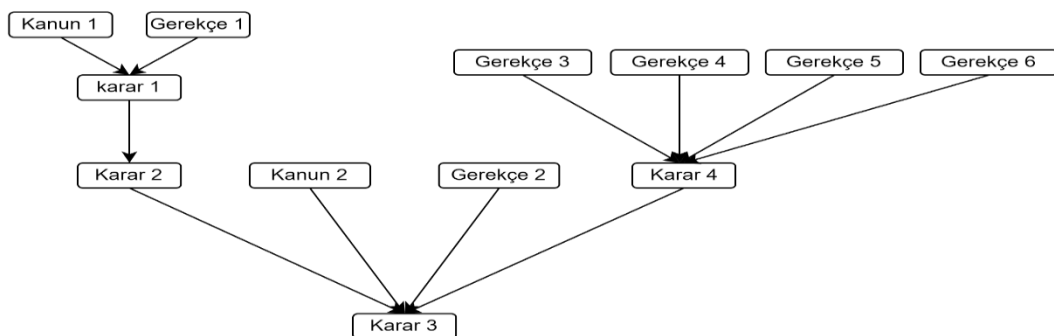 Kanun 1
Gerekçe 1
Gerekçe 3
Gerekçe 4
Gerekçe 5
Gerekçe 6
karar 1
Karar 2
Kanun 2
Gerekçe 2
Karar 4
Karar 3